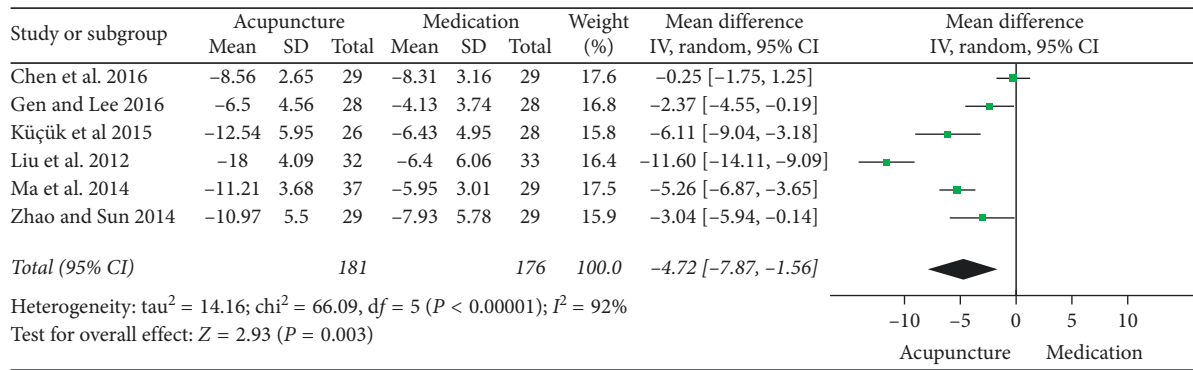 Study or subgroup Acupuncture Medication Weight Mean difference Mean difference
Mean SD Total Mean SD Total (%) IV, random, 95% CI IV, random, 95% CI
Chen et al. 2016 –8.56 2.65 29 –8.31 3.16 29 17.6 –0.25 [–1.75, 1.25]
Gen and Lee 2016 –6.5 4.56 28 –4.13 3.74 28 16.8 –2.37 [–4.55, –0.19]
Küçük et al 2015 –12.54 5.95 26 –6.43 4.95 28 15.8 –6.11 [–9.04, –3.18]
Liu et al. 2012 –18 4.09 32 –6.4 6.06 33 16.4 –11.60 [–14.11, –9.09]
Ma et al. 2014 –11.21 3.68 37 –5.95 3.01 29 17.5 –5.26 [–6.87, –3.65]
Zhao and Sun 2014 –10.97 5.5 29 –7.93 5.78 29 15.9 –3.04 [–5.94, –0.14]
Total (95% CI) 181 176 100.0 –4.72 [–7.87, –1.56]
Heterogeneity: tau² = 14.16; chi² = 66.09, df = 5 (P < 0.00001); I² = 92%
Test for overall effect: Z = 2.93 (P = 0.003)
–10 –5 0 5 10
Acupuncture Medication